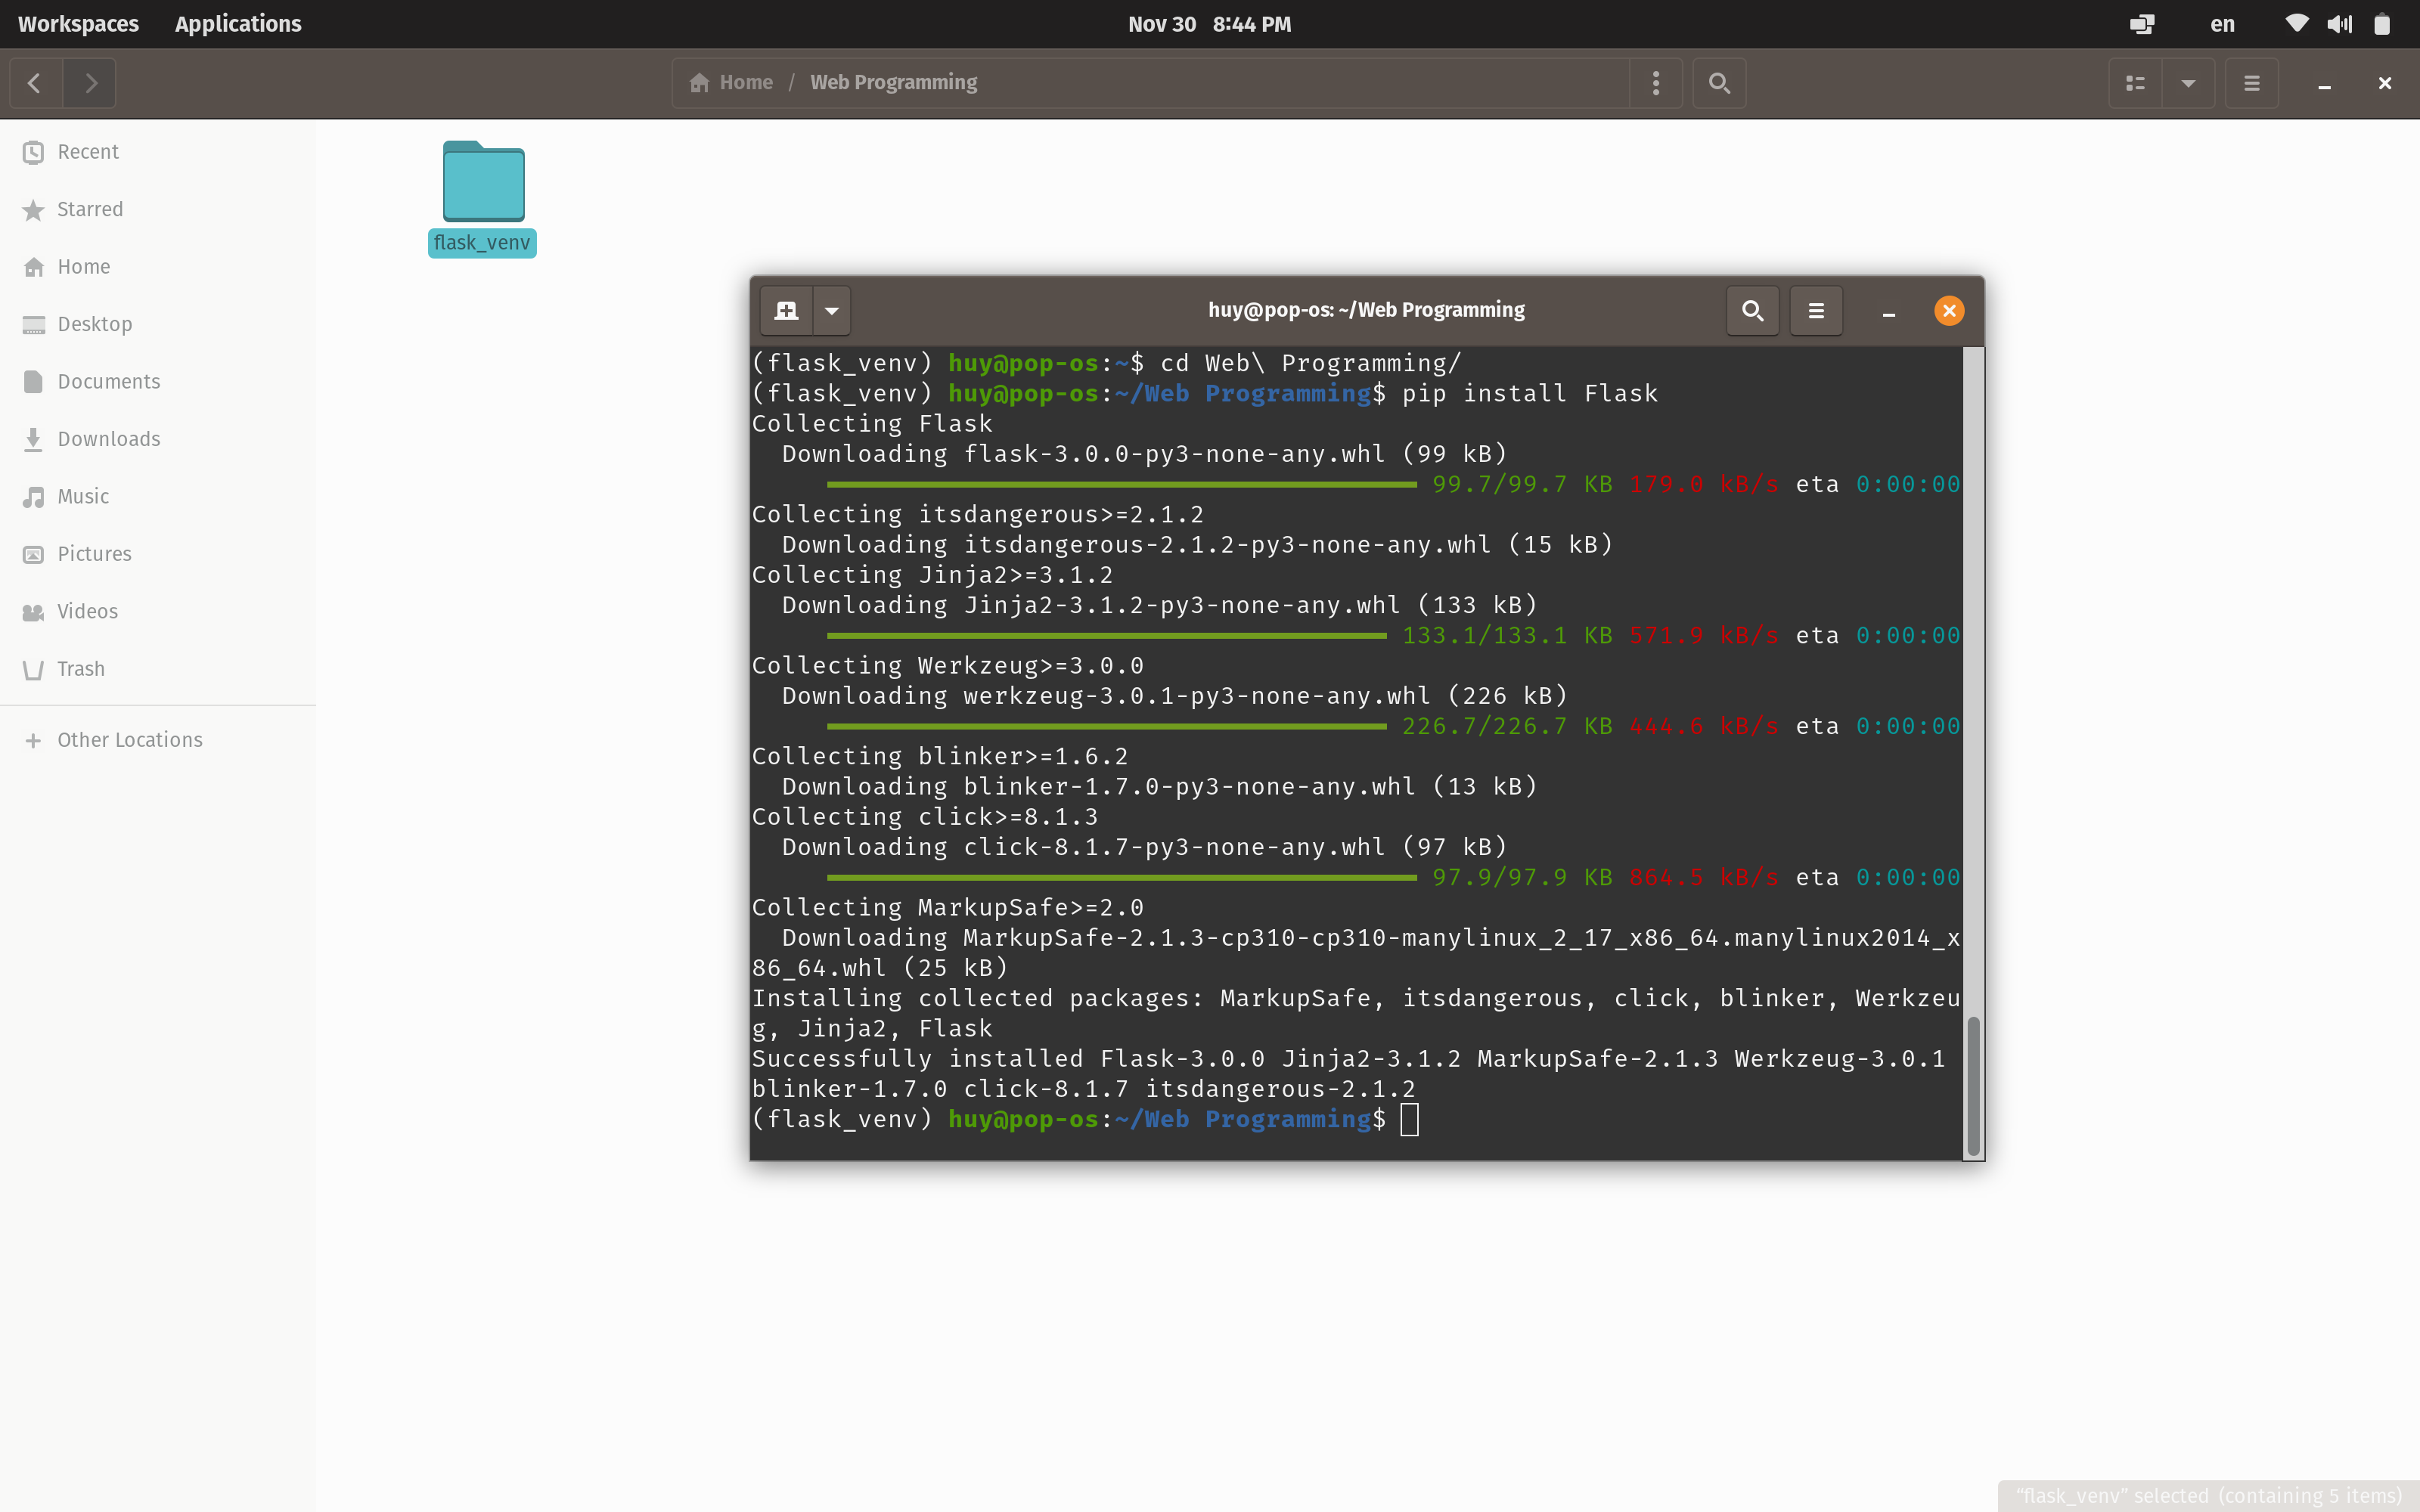 Workspaces Applications Nov 30 8:44 PM en
Home / Web Programming
Recent
Starred
Home
Desktop
Documents
Downloads
Music
Pictures
Videos
Trash
Other Locations
flask_venv
huy@pop-os: ~/Web Programming
(flask_venv) huy@pop-os:~$ cd Web\ Programming/
(flask_venv) huy@pop-os:~/Web Programming$ pip install Flask
Collecting Flask
  Downloading flask-3.0.0-py3-none-any.whl (99 kB)
99.7/99.7 KB 179.0 kB/s eta 0:00:00
Collecting itsdangerous>=2.1.2
  Downloading itsdangerous-2.1.2-py3-none-any.whl (15 kB)
Collecting Jinja2>=3.1.2
  Downloading Jinja2-3.1.2-py3-none-any.whl (133 kB)
133.1/133.1 KB 571.9 kB/s eta 0:00:00
Collecting Werkzeug>=3.0.0
  Downloading werkzeug-3.0.1-py3-none-any.whl (226 kB)
226.7/226.7 KB 444.6 kB/s eta 0:00:00
Collecting blinker>=1.6.2
  Downloading blinker-1.7.0-py3-none-any.whl (13 kB)
Collecting click>=8.1.3
  Downloading click-8.1.7-py3-none-any.whl (97 kB)
97.9/97.9 KB 864.5 kB/s eta 0:00:00
Collecting MarkupSafe>=2.0
  Downloading MarkupSafe-2.1.3-cp310-cp310-manylinux_2_17_x86_64.manylinux2014_x
86_64.whl (25 kB)
Installing collected packages: MarkupSafe, itsdangerous, click, blinker, Werkzeu
g, Jinja2, Flask
Successfully installed Flask-3.0.0 Jinja2-3.1.2 MarkupSafe-2.1.3 Werkzeug-3.0.1
blinker-1.7.0 click-8.1.7 itsdangerous-2.1.2
(flask_venv) huy@pop-os:~/Web Programming$
“flask_venv” selected (containing 5 items)